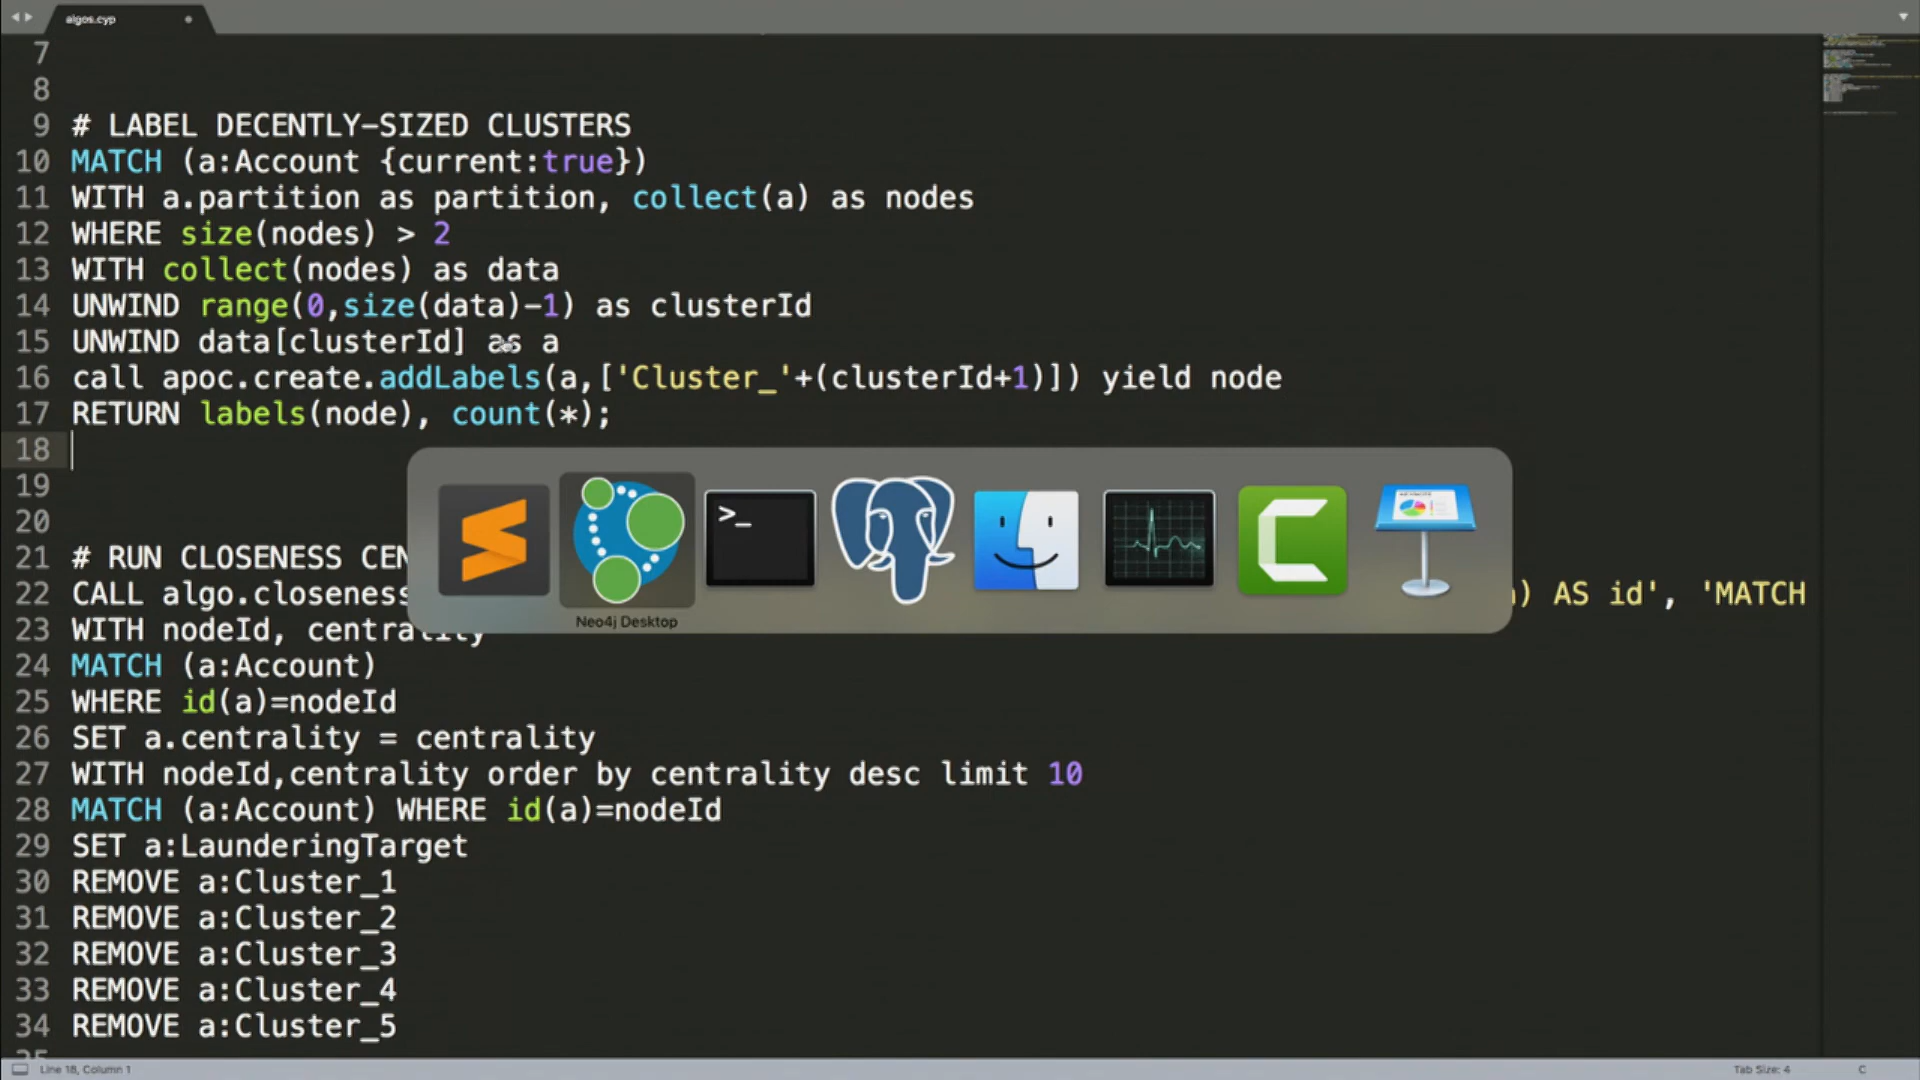 algos.cyp
7
8
9 # LABEL DECENTLY-SIZED CLUSTERS
10 MATCH (a:Account {current:true})
11 WITH a.partition as partition, collect(a) as nodes
12 WHERE size(nodes) > 2
13 WITH collect(nodes) as data
14 UNWIND range(0,size(data)-1) as clusterId
15 UNWIND data[clusterId] as a
16 call apoc.create.addLabels(a,['Cluster_'+(clusterId+1)]) yield node
17 RETURN labels(node), count(*);
18
19
20
21 # RUN CLOSENESS CEN
22 CALL algo.closeness ) AS id', 'MATCH
23 WITH nodeId, centrality
24 MATCH (a:Account)
25 WHERE id(a)=nodeId
26 SET a.centrality = centrality
27 WITH nodeId,centrality order by centrality desc limit 10
28 MATCH (a:Account) WHERE id(a)=nodeId
29 SET a:LaunderingTarget
30 REMOVE a:Cluster_1
31 REMOVE a:Cluster_2
32 REMOVE a:Cluster_3
33 REMOVE a:Cluster_4
34 REMOVE a:Cluster_5
35
>_
Neo4j Desktop
Line 18, Column 1
Tab Size: 4
C